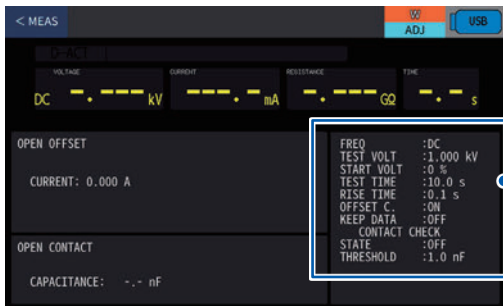 < MEAS
W
ADJ
USB
G-ACT
VOLTAGE
CURRENT
RESISTANCE
TIME
DC -.--- kV
---.- mA
-.--- GΩ
-.- s
OPEN OFFSET
CURRENT: 0.000 A
OPEN CONTACT
CAPACITANCE: -.- nF
FREQ :DC
TEST VOLT :1.000 kV
START VOLT :0 %
TEST TIME :10.0 s
RISE TIME :0.1 s
OFFSET C. :ON
KEEP DATA :OFF
CONTACT CHECK
STATE :OFF
THRESHOLD :1.0 nF